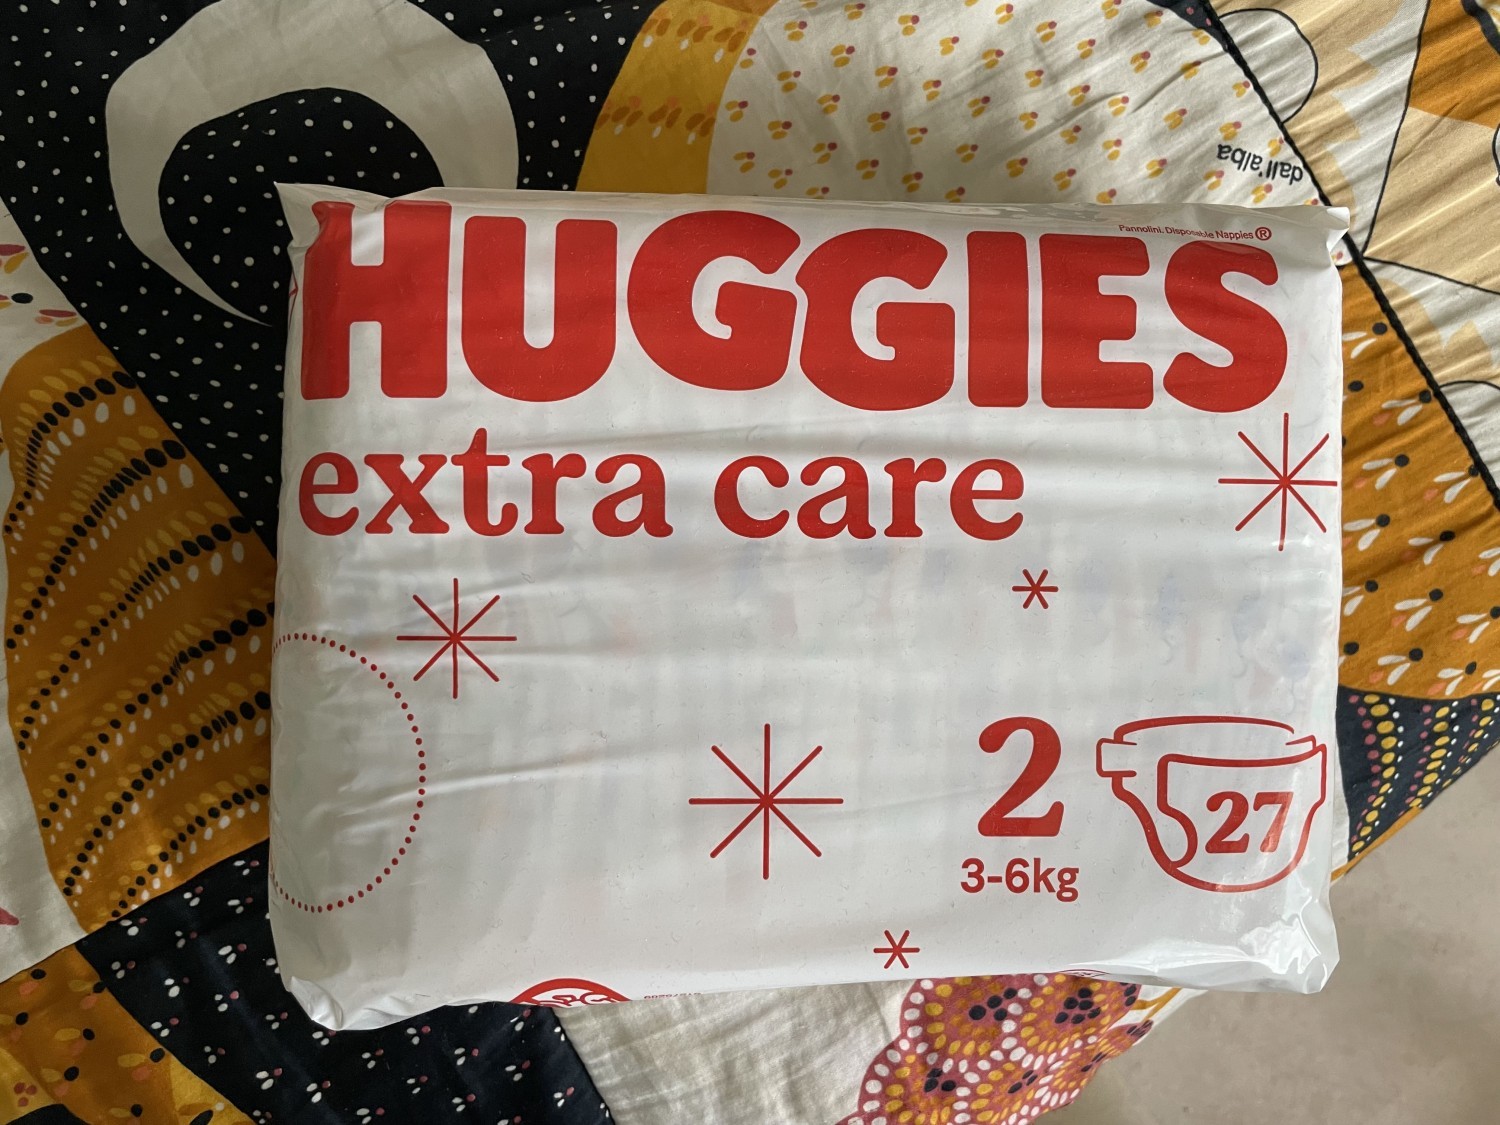 dall'alba
Pannolini. Disposable Nappies®
HUGGIES
extra care
2
27
3-6kg